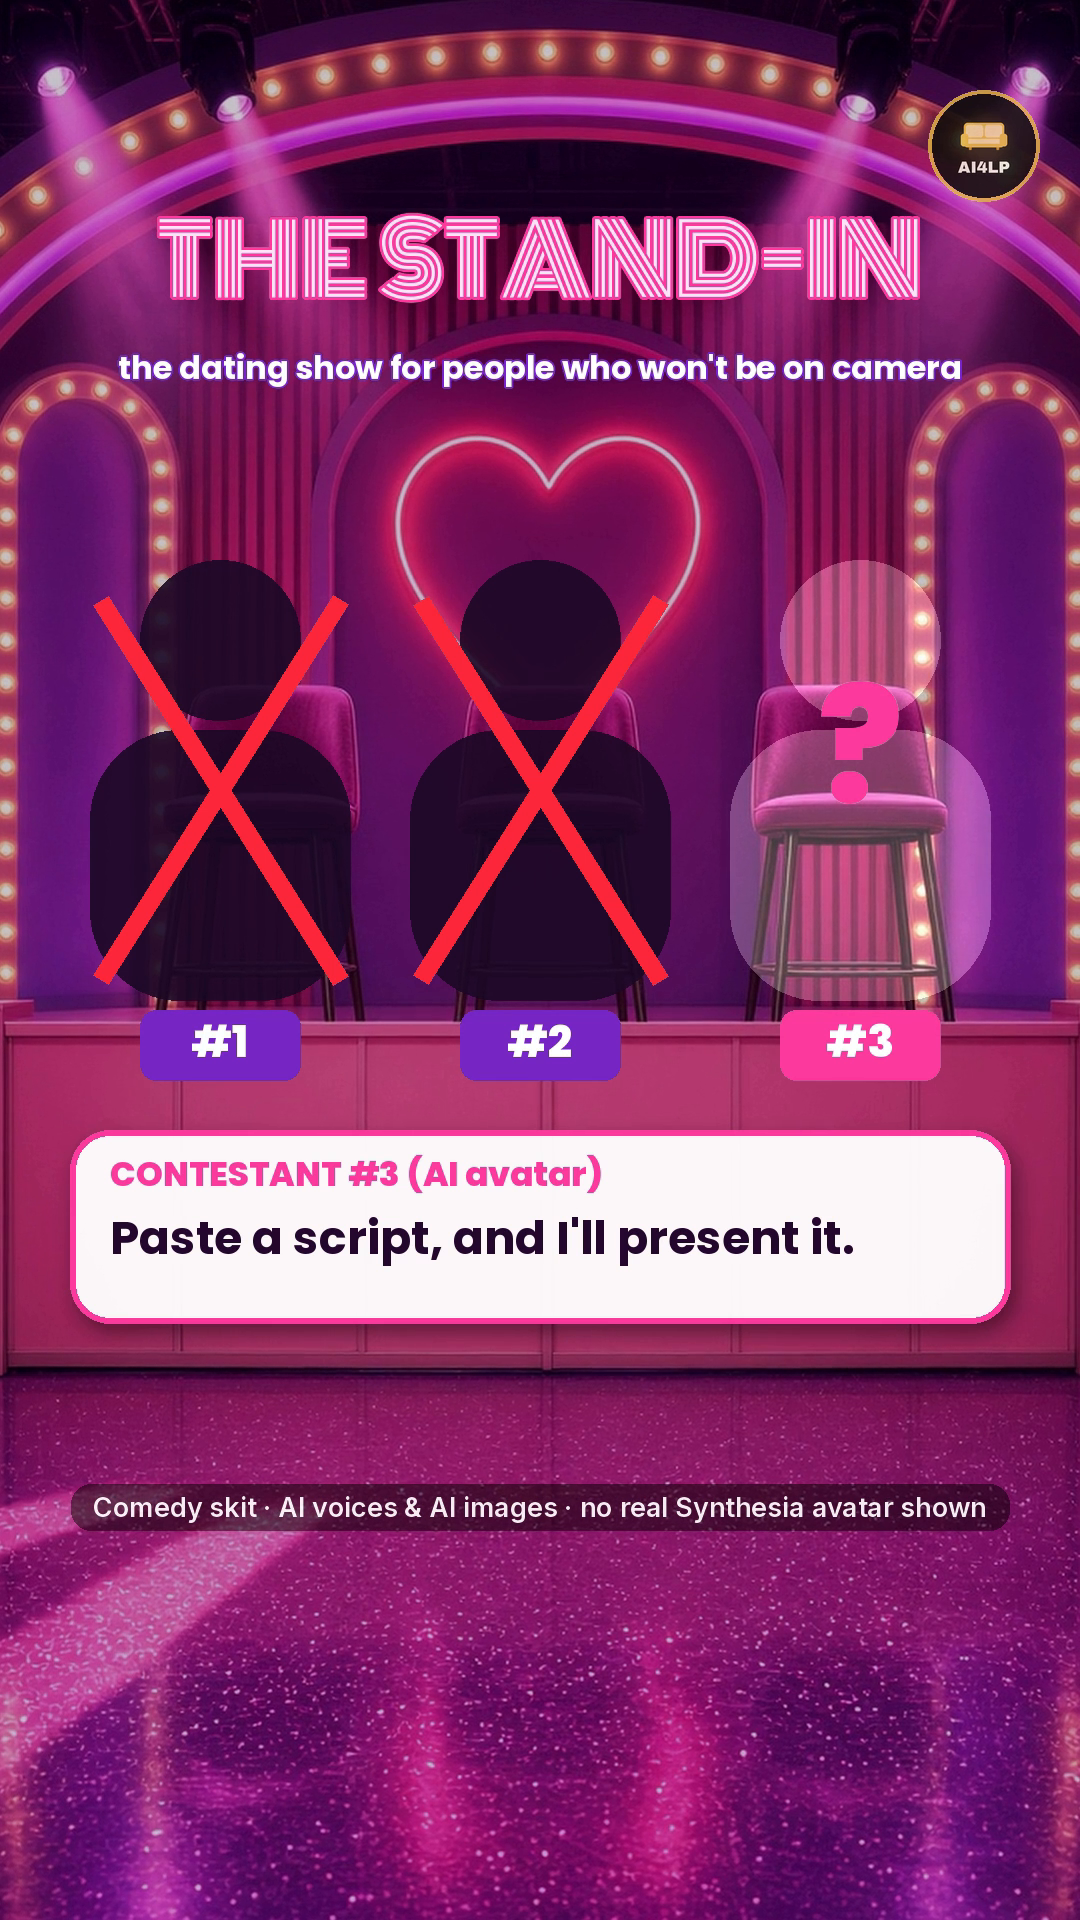 AI4LP
THE STAND-IN
the dating show for people who won't be on camera
?
#1
#2
#3
CONTESTANT #3 (AI avatar)
Paste a script, and I'll present it.
Comedy skit · AI voices & AI images · no real Synthesia avatar shown